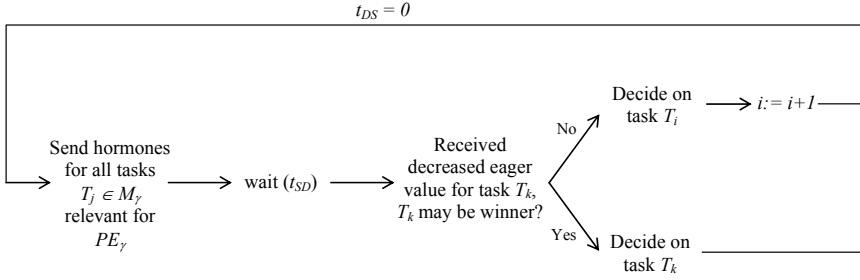 t_DS = 0
Send hormones
for all tasks
T_j ∈ M_γ
relevant for
PE_γ
wait (t_SD)
Received
decreased eager
value for task T_k,
T_k may be winner?
No
Yes
Decide on
task T_i
i:= i+1
Decide on
task T_k